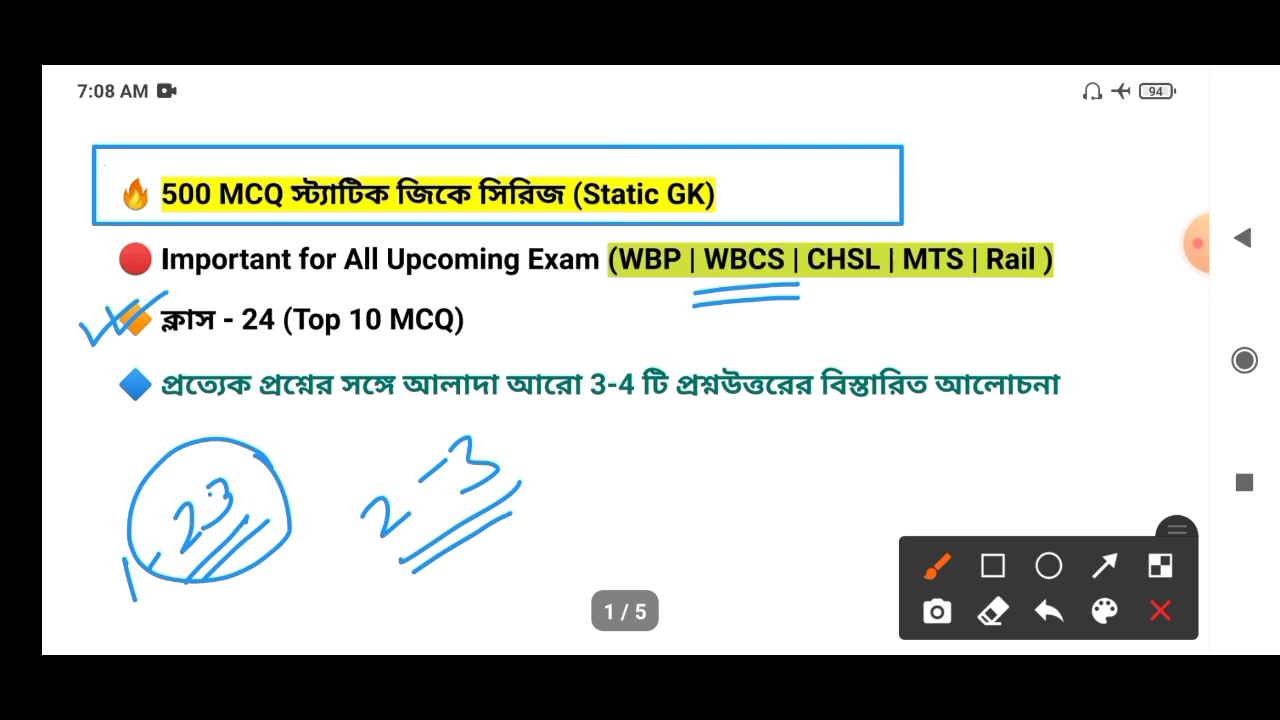 7:08 AM
94
500 MCQ স্ট্যাটিক জিকে সিরিজ (Static GK)
Important for All Upcoming Exam (WBP | WBCS | CHSL | MTS | Rail )
ক্লাস - 24 (Top 10 MCQ)
প্রত্যেক প্রশ্নের সঙ্গে আলাদা আরো 3-4 টি প্রশ্নউত্তরের বিস্তারিত আলোচনা
23 2-3
1 / 5